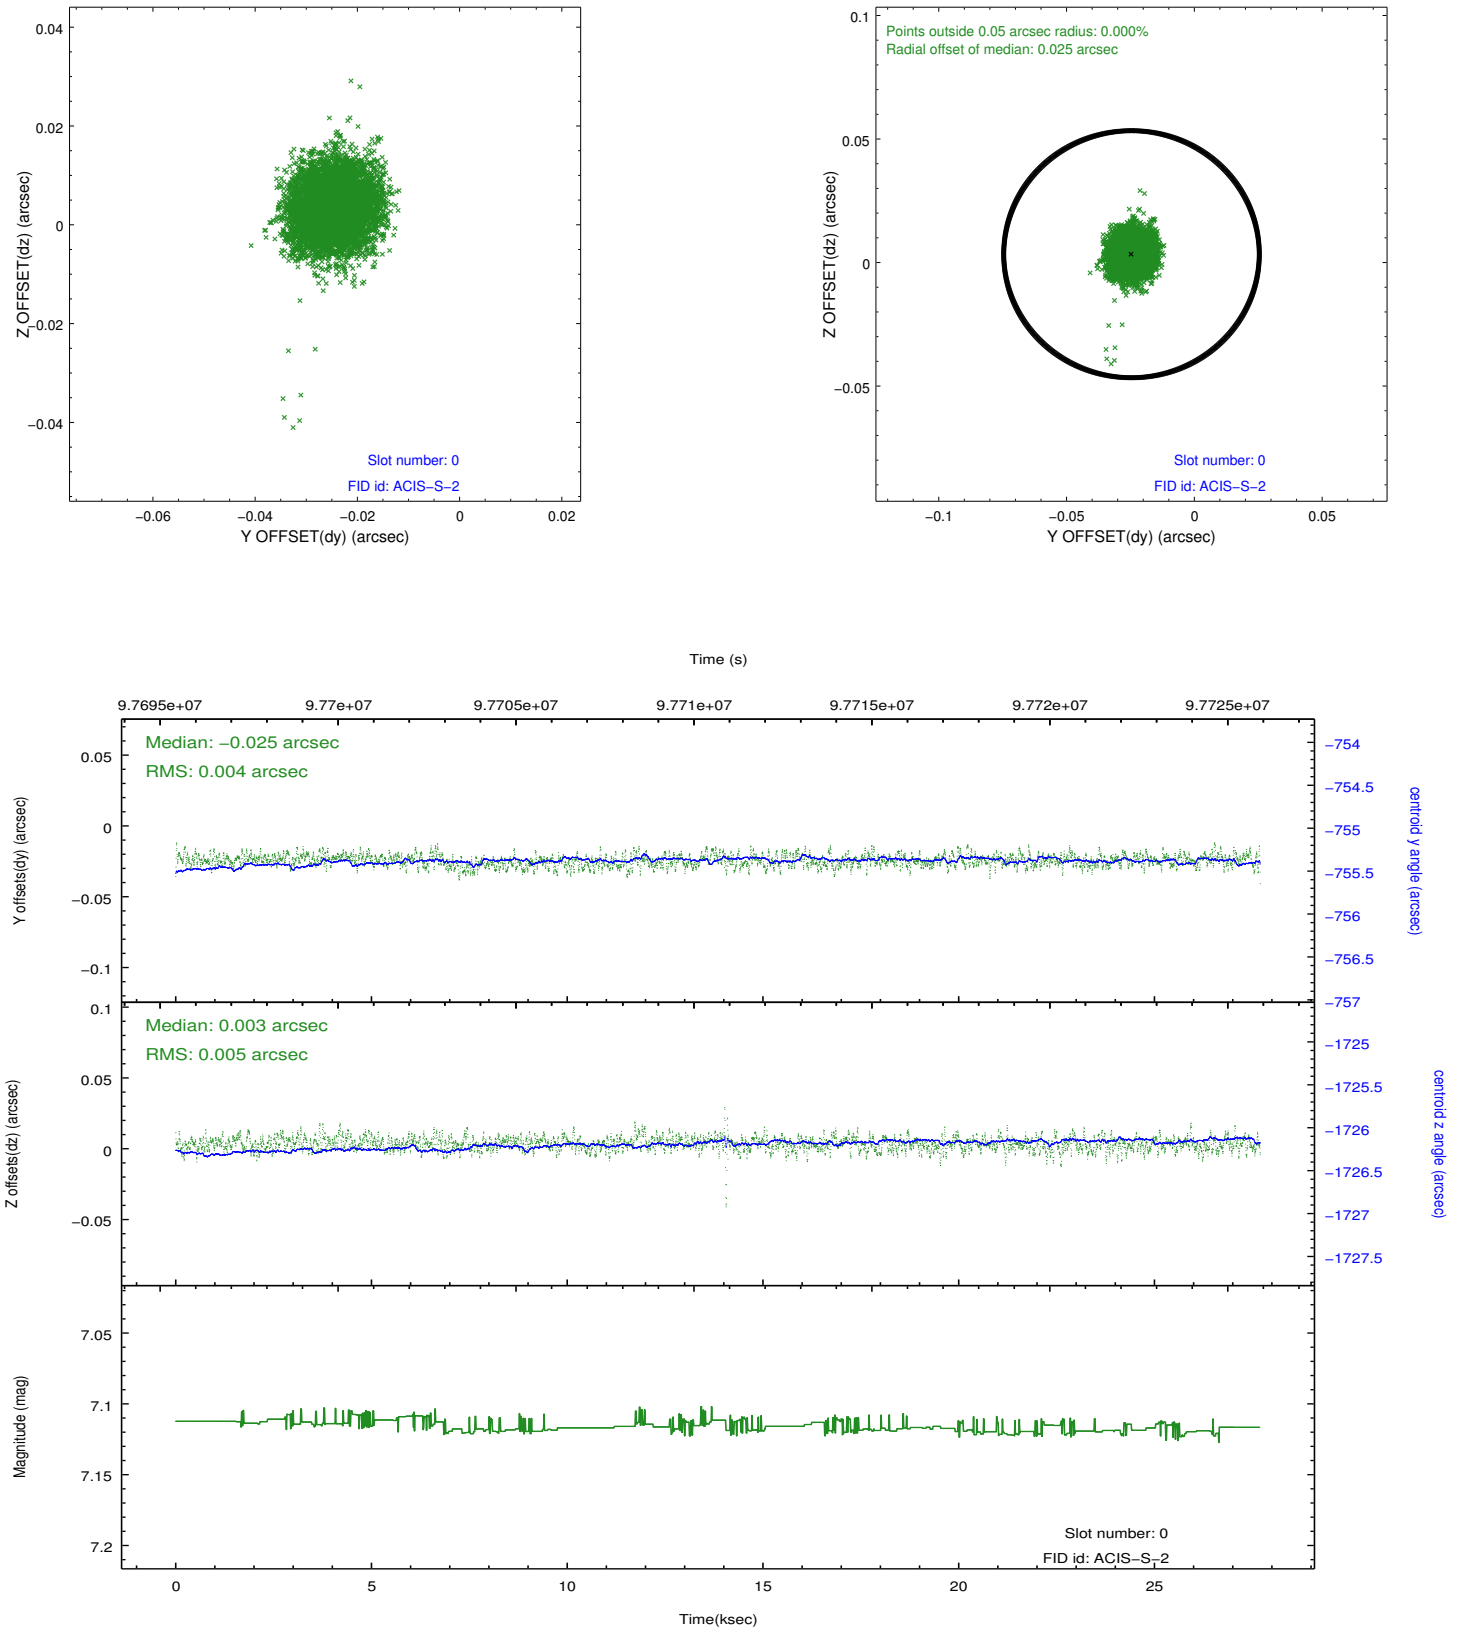 0.04
0.02
0
−0.02
−0.04
Z OFFSET(dz) (arcsec)
Slot number: 0
FID id: ACIS−S−2
−0.06
−0.04
−0.02
0
0.02
Y OFFSET(dy) (arcsec)
Points outside 0.05 arcsec radius: 0.000%
Radial offset of median: 0.025 arcsec
0.1
0.05
0
−0.05
Z OFFSET(dz) (arcsec)
Slot number: 0
FID id: ACIS−S−2
−0.1
−0.05
0
0.05
Y OFFSET(dy) (arcsec)
Time (s)
9.7695e+07
9.77e+07
9.7705e+07
9.771e+07
9.7715e+07
9.772e+07
9.7725e+07
Median: −0.025 arcsec
RMS: 0.004 arcsec
0.05
0
−0.05
−0.1
Y offsets(dy) (arcsec)
−754
−754.5
−755
−755.5
−756
−756.5
−757
centroid y angle (arcsec)
Median: 0.003 arcsec
RMS: 0.005 arcsec
0.1
0.05
0
−0.05
Z offsets(dz) (arcsec)
−1725
−1725.5
−1726
−1726.5
−1727
−1727.5
centroid z angle (arcsec)
7.05
7.1
7.15
7.2
Magnitude (mag)
Slot number: 0
FID id: ACIS−S−2
0
5
10
15
20
25
Time(ksec)